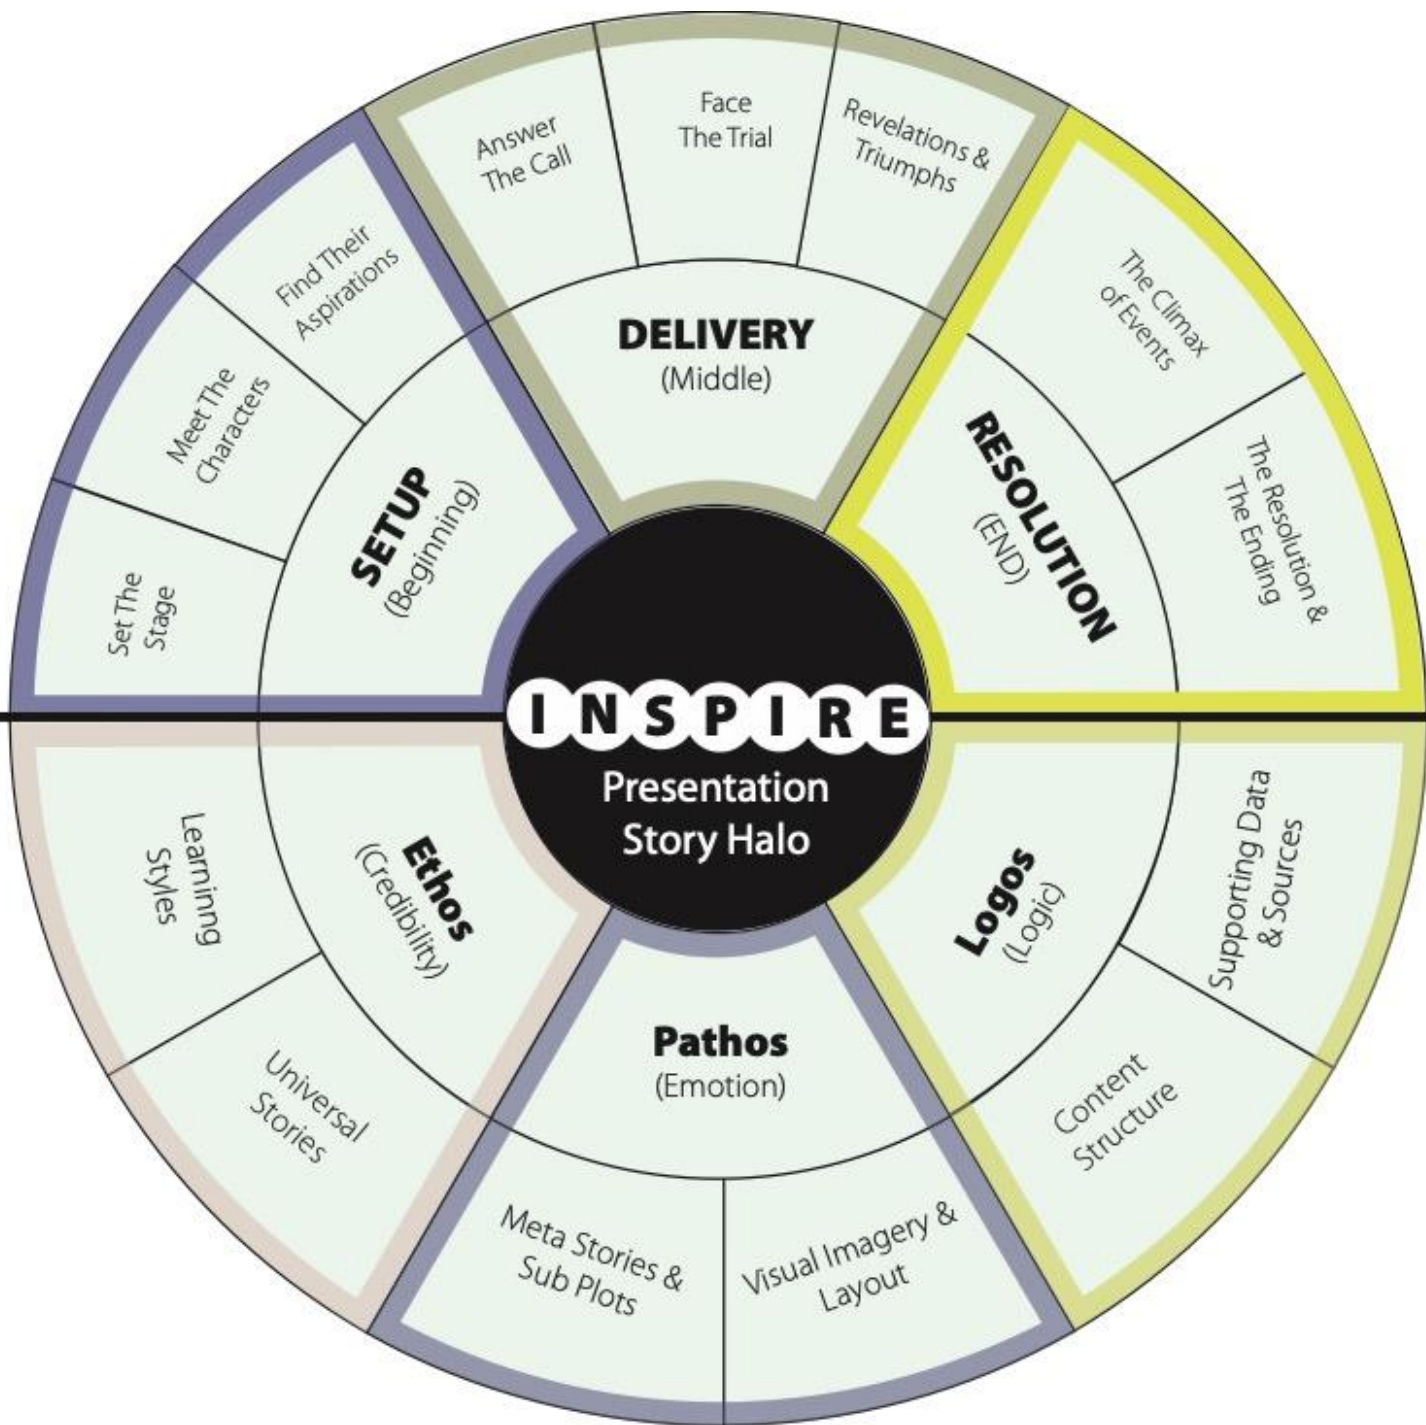 Answer
The Call
Face
The Trial
Revelations &
Triumphs
DELIVERY
(Middle)
Find Their
Aspirations
Meet The
Characters
Set The
Stage
SETUP
(Beginning)
The Climax
of Events
The Resolution &
The Ending
RESOLUTION
(END)
INSPIRE
Presentation
Story Halo
Learninng
Styles
Universal
Stories
Ethos
(Credibility)
Pathos
(Emotion)
Meta Stories &
Sub Plots
Visual Imagery &
Layout
Logos
(Logic)
Supporting Data
& Sources
Content
Structure